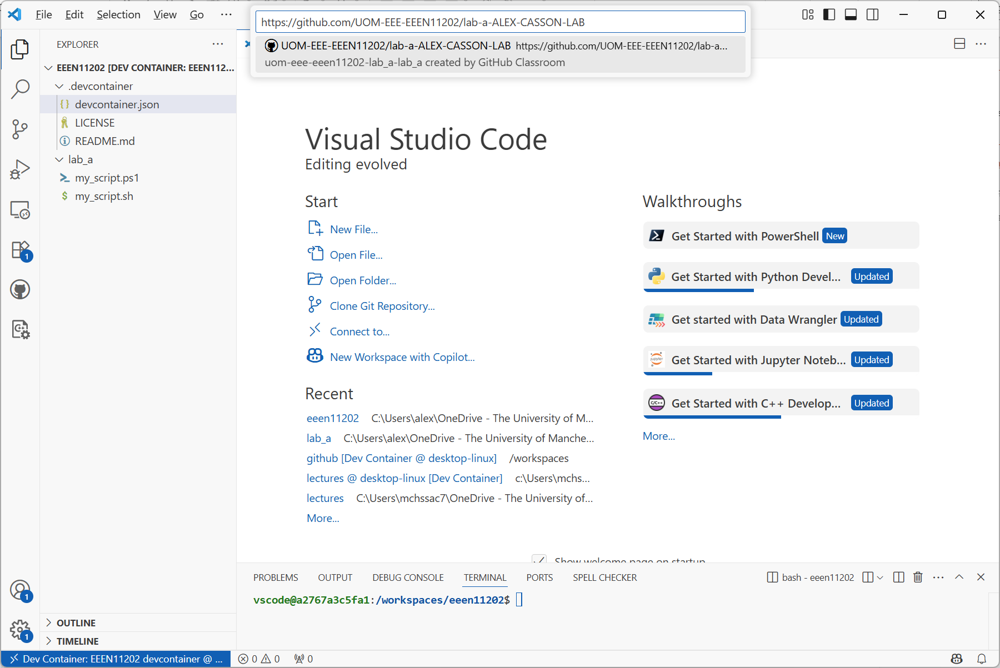 File Edit Selection View Go ···
https://github.com/UOM-EEE-EEEN11202/lab-a-ALEX-CASSON-LAB
UOM-EEE-EEEN11202/lab-a-ALEX-CASSON-LAB https://github.com/UOM-EEE-EEEN11202/lab-a...
uom-eee-eeen11202-lab_a-lab_a created by GitHub Classroom
EXPLORER
EEEN11202 [DEV CONTAINER: EEEN112...
.devcontainer
{} devcontainer.json
LICENSE
README.md
lab_a
my_script.ps1
$ my_script.sh
OUTLINE
TIMELINE
1
1
1
Visual Studio Code
Editing evolved
Start
New File...
Open File...
Open Folder...
Clone Git Repository...
Connect to...
New Workspace with Copilot...
Recent
eeen11202 C:\Users\alex\OneDrive - The University of M...
lab_a C:\Users\alex\OneDrive - The University of Manche...
github [Dev Container @ desktop-linux] /workspaces
lectures @ desktop-linux [Dev Container] c:\Users\mchs...
lectures C:\Users\mchssac7\OneDrive - The University of...
More...
Walkthroughs
Get Started with PowerShell New
Get Started with Python Devel... Updated
Get started with Data Wrangler Updated
Get Started with Jupyter Noteb... Updated
Get Started with C++ Develop... Updated
More...
Show welcome page on startup
PROBLEMS OUTPUT DEBUG CONSOLE TERMINAL PORTS SPELL CHECKER bash - eeen11202
vscode@a2767a3c5fa1:/workspaces/eeen11202$
Dev Container: EEEN11202 devcontainer @ ... 0 0 0